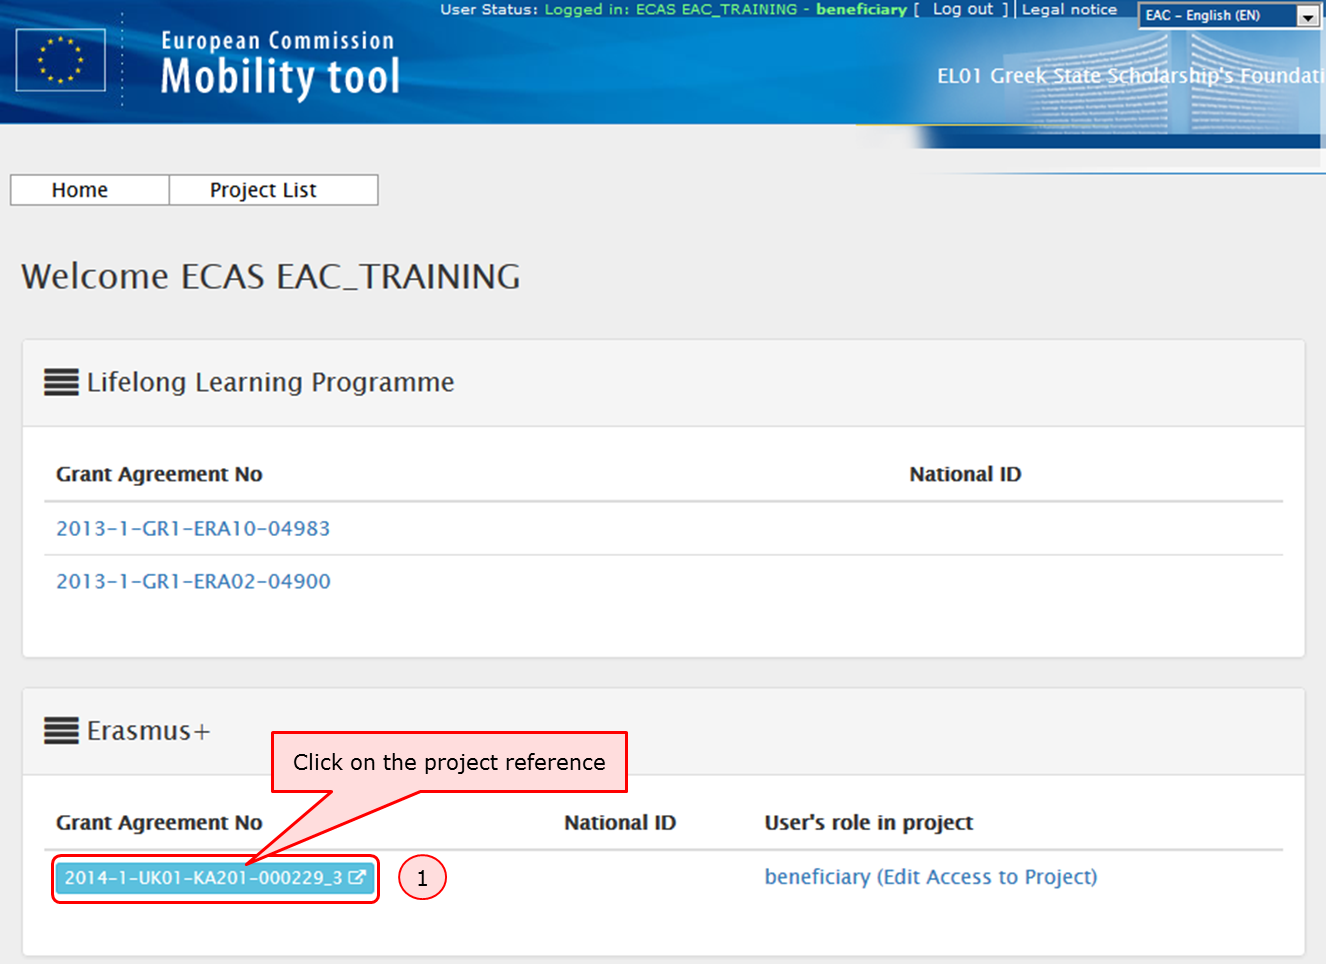 User Status: Logged in: ECAS EAC_TRAINING - beneficiary [ Log out ] | Legal notice
EAC - English (EN)
European Commission
Mobility tool
EL01 Greek State Scholarship's Foundati
Home
Project List
Welcome ECAS EAC_TRAINING
Lifelong Learning Programme
Grant Agreement No
National ID
2013-1-GR1-ERA10-04983
2013-1-GR1-ERA02-04900
Erasmus+
Click on the project reference
Grant Agreement No
National ID
User's role in project
2014-1-UK01-KA201-000229_3
1
beneficiary (Edit Access to Project)